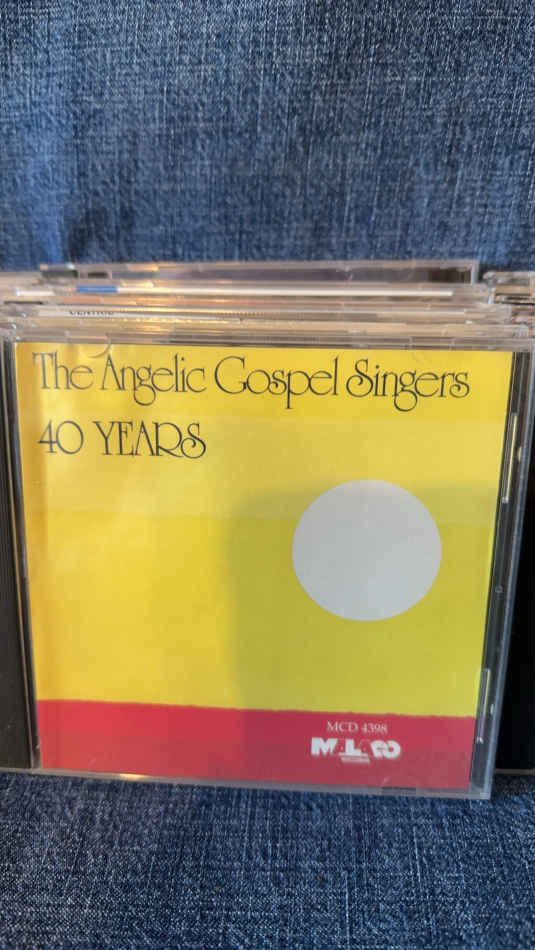 The Angelic Gospel Singers
40 YEARS
MCD 4398
MALACO